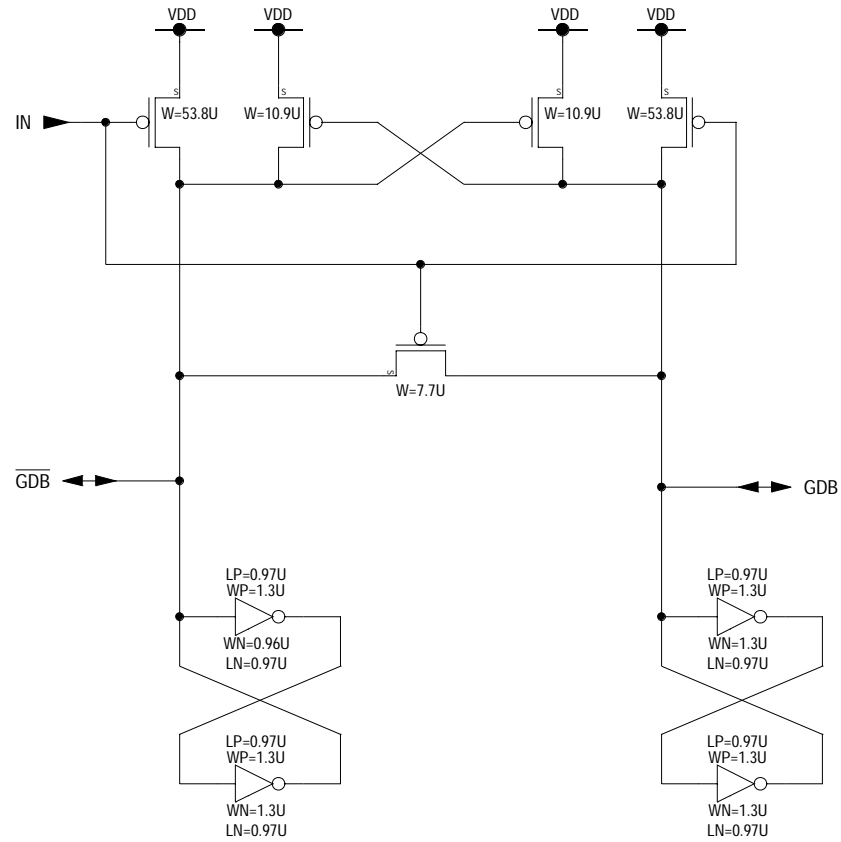 VDD VDD VDD VDD
S S S S
W=53.8U W=10.9U W=10.9U W=53.8U
IN
S
W=7.7U
GDB GDB
LP=0.97U LP=0.97U
WP=1.3U WP=1.3U
WN=0.96U WN=1.3U
LN=0.97U LN=0.97U
LP=0.97U LP=0.97U
WP=1.3U WP=1.3U
WN=1.3U WN=1.3U
LN=0.97U LN=0.97U